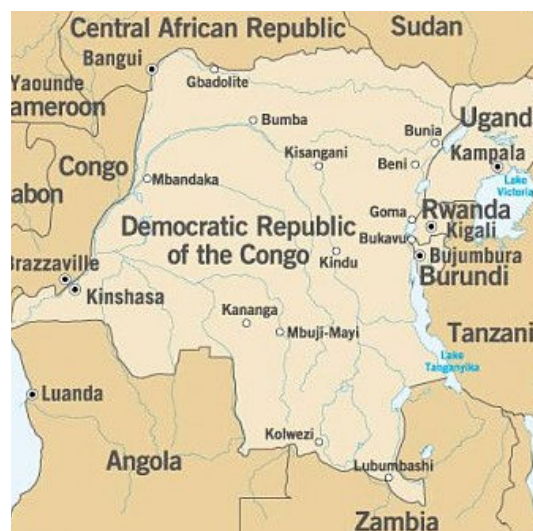 Central African Republic
Sudan
Bangui
Yaounde
ameroon
Gbadolite
Uganda
Bumba
Bunia
Congo
Kisangani
Beni
Kampala
abon
Mbandaka
Lake
Victoria
Goma
Rwanda
Democratic Republic
of the Congo
Kigali
Bukavu
Kindu
Bujumbura
Brazzaville
Burundi
Kinshasa
Kananga
Mbuji-Mayi
Tanzani
Lake
Tanganyika
Luanda
Kolwezi
Angola
Lubumbashi
Zambia